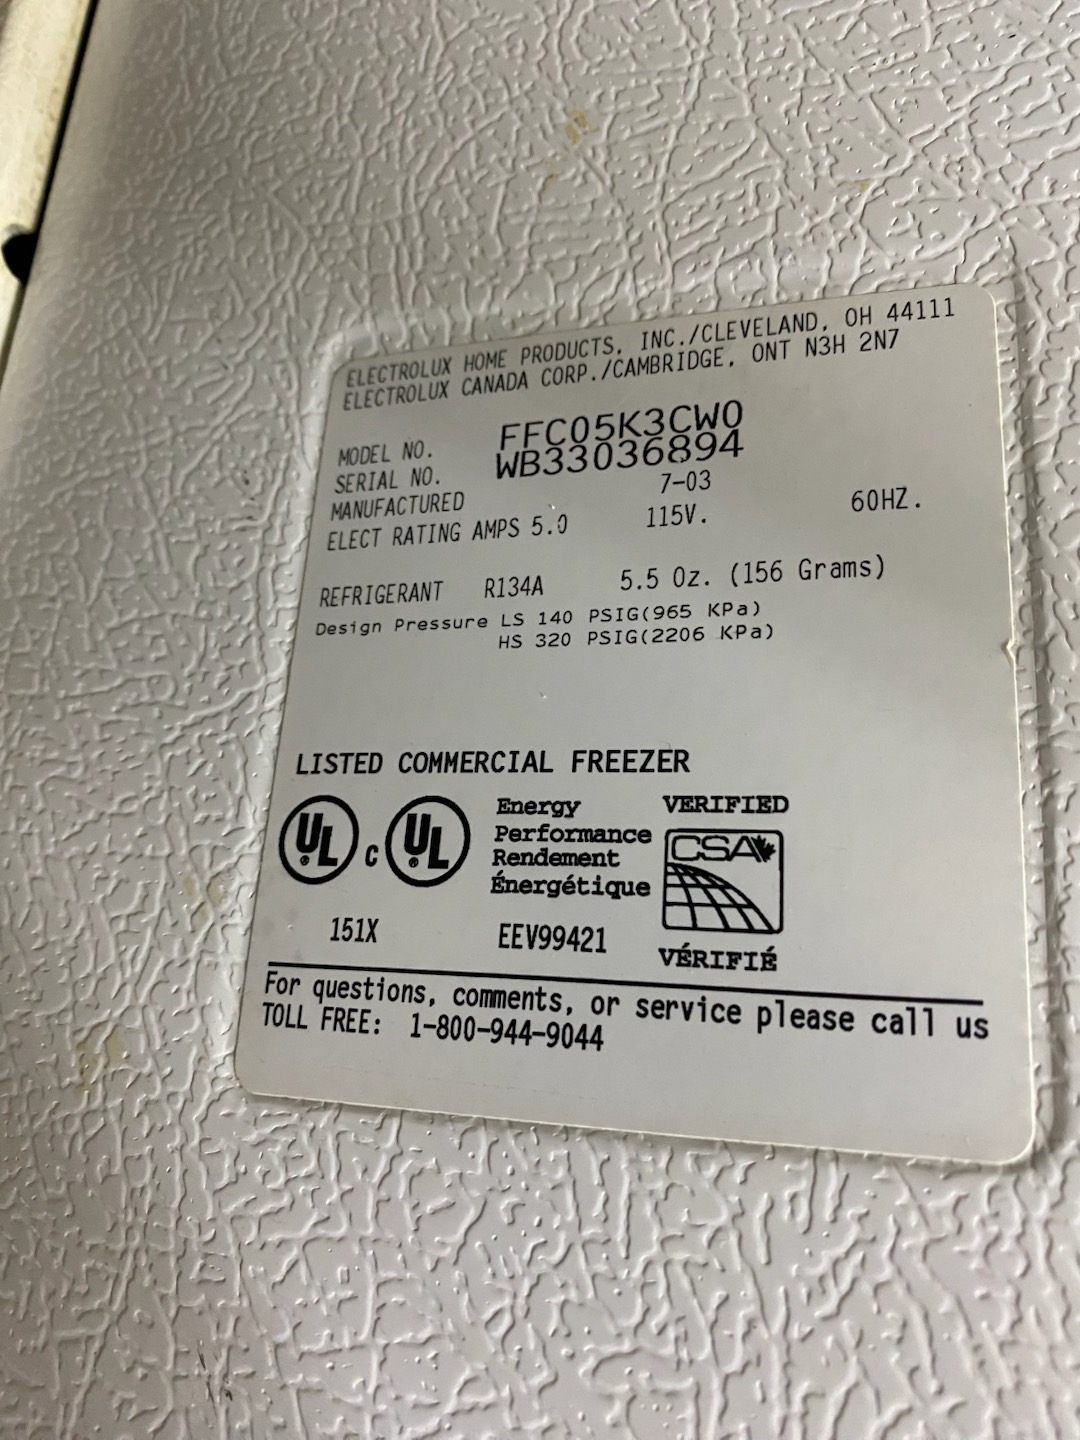 ELECTROLUX HOME PRODUCTS, INC./CLEVELAND, OH 44111
ELECTROLUX CANADA CORP./CAMBRIDGE, ONT N3H 2N7
MODEL NO. FFC05K3CW0
SERIAL NO. WB33036894
MANUFACTURED 7-03
ELECT RATING AMPS 5.0 115V. 60HZ.
REFRIGERANT R134A 5.5 Oz. (156 Grams)
Design Pressure LS 140 PSIG(965 KPa)
HS 320 PSIG(2206 KPa)
LISTED COMMERCIAL FREEZER
UL ® C UL ®
151X
Energy
Performance
Rendement
Énergétique
EEV99421
VERIFIED
CSA
VÉRIFIÉ
For questions, comments, or service please call us
TOLL FREE: 1-800-944-9044